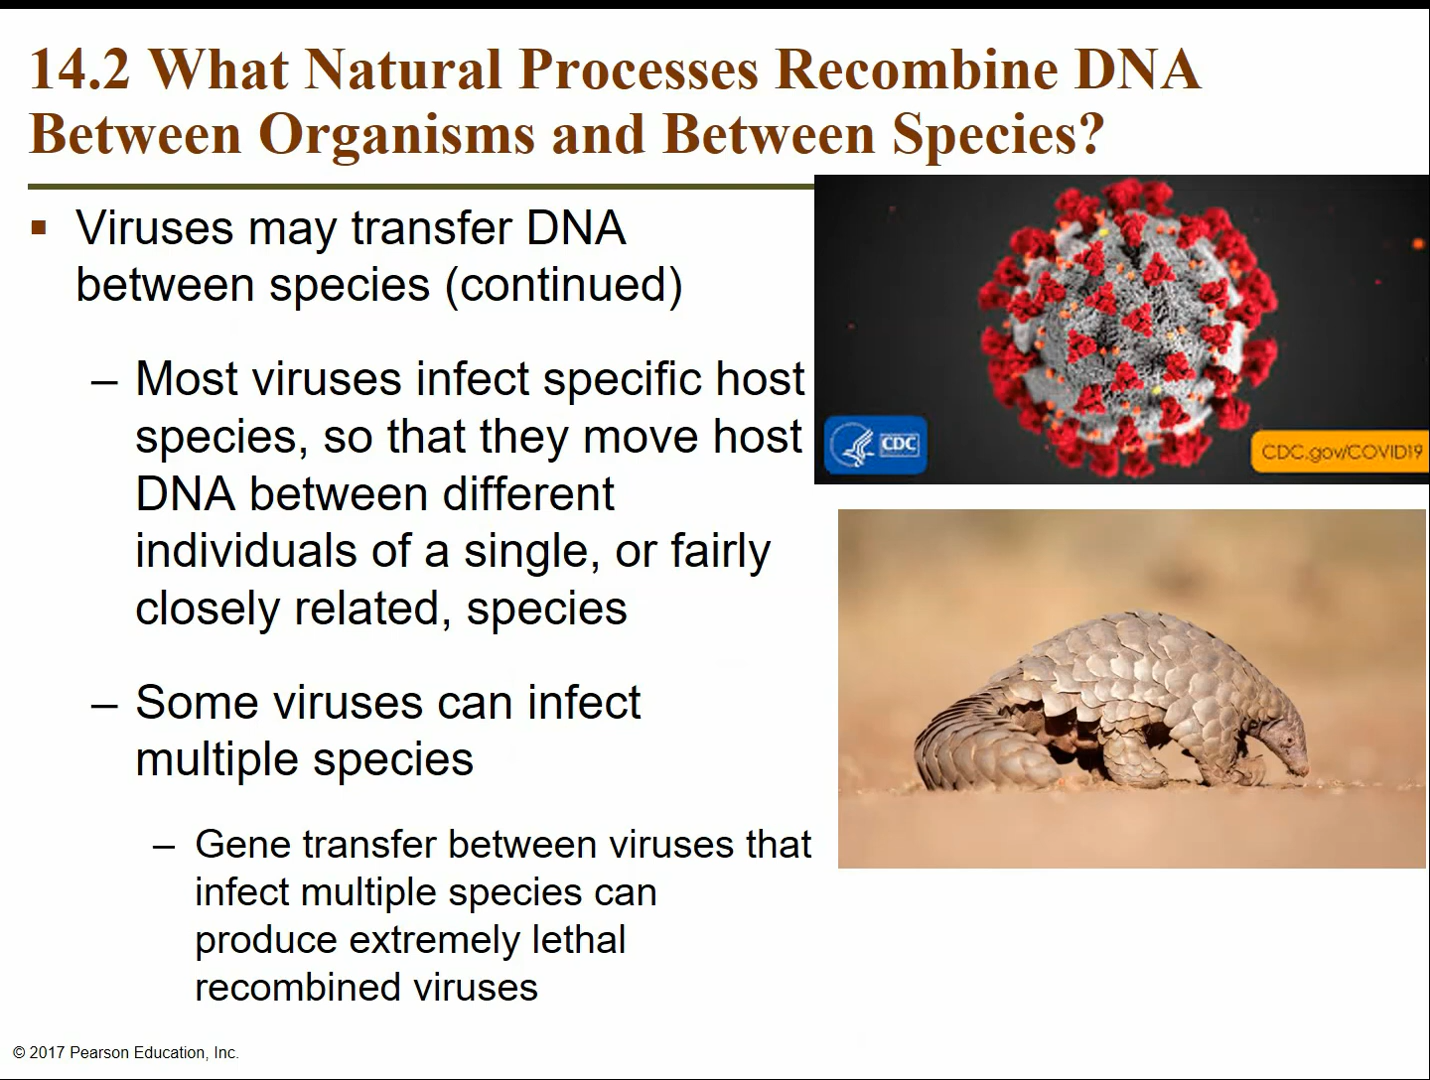 14.2 What Natural Processes Recombine DNA
Between Organisms and Between Species?
▪ Viruses may transfer DNA
between species (continued)
– Most viruses infect specific host
species, so that they move host
DNA between different
individuals of a single, or fairly
closely related, species
– Some viruses can infect
multiple species
– Gene transfer between viruses that
infect multiple species can
produce extremely lethal
recombined viruses
CDC
CDC.gov/COVID19
© 2017 Pearson Education, Inc.